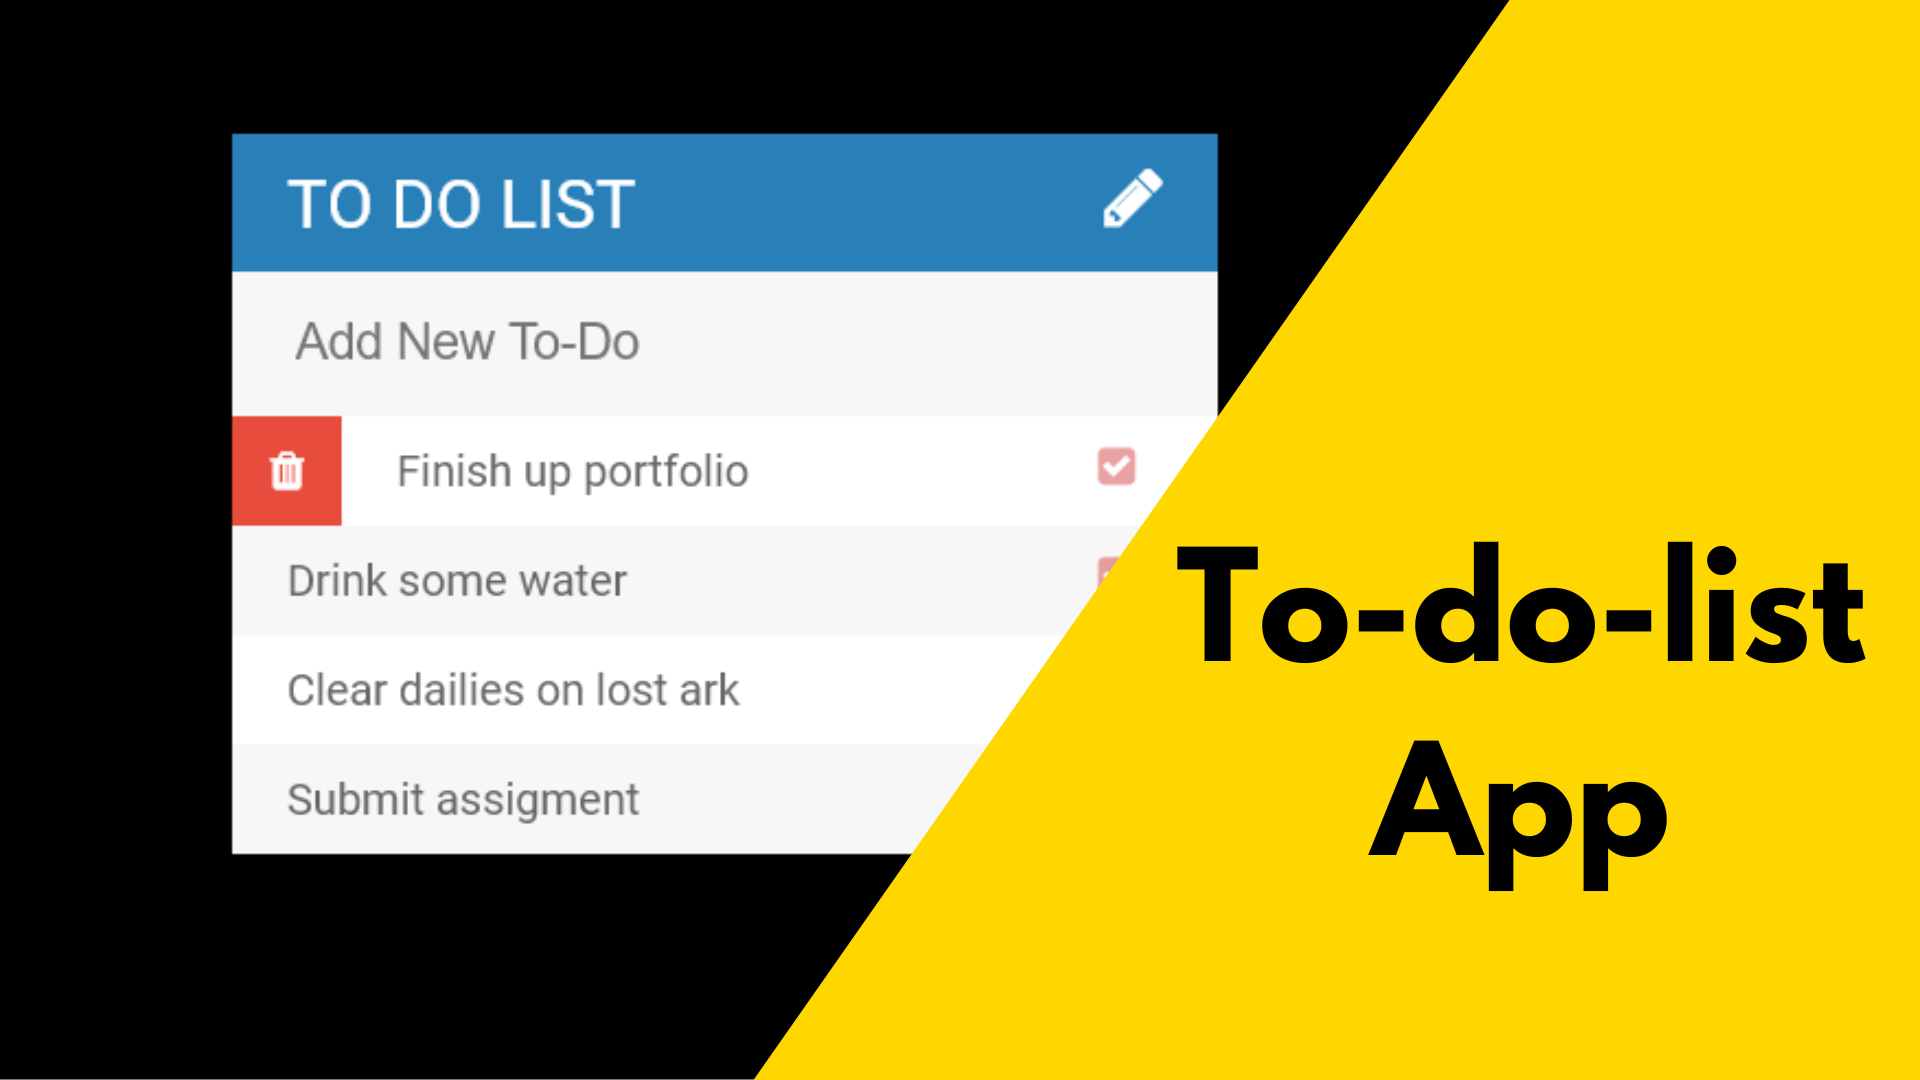 TO DO LIST
Add New To-Do
Finish up portfolio
Drink some water
Clear dailies on lost ark
Submit assigment
To-do-list
App